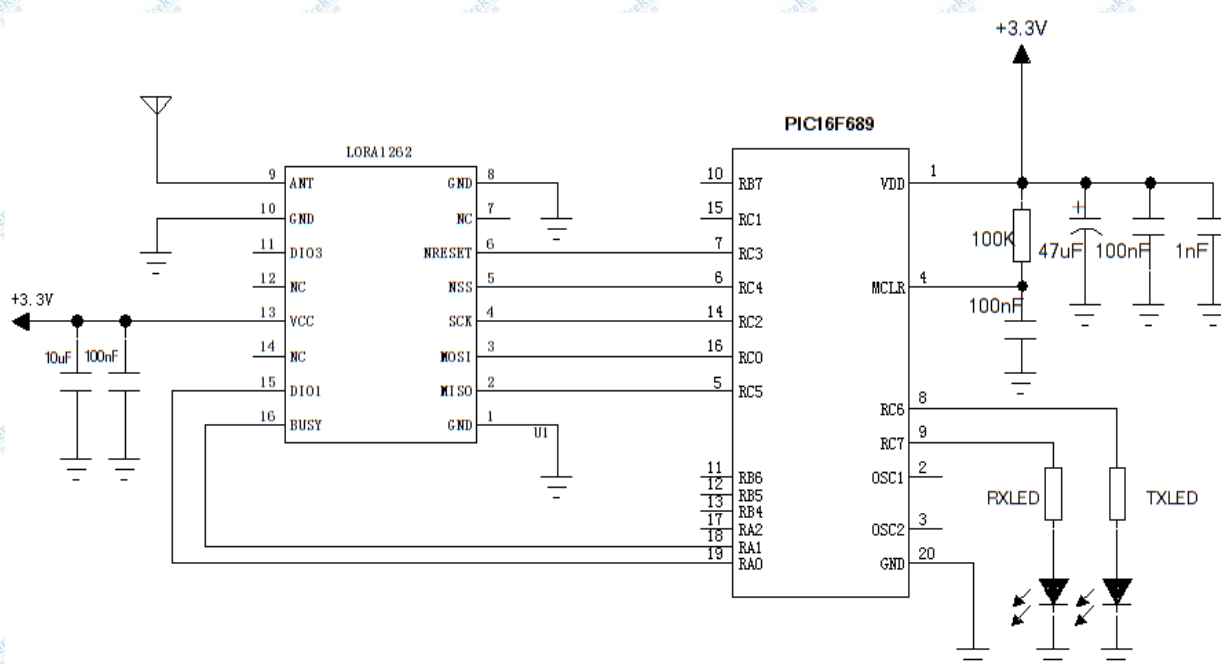 +3.3V
PIC16F689
LORA1262
9 ANT
10 GND
11 DIO3
12 NC
13 VCC
14 NC
15 DIO1
16 BUSY
GND 8
NC 7
NRESET 6
NSS 5
SCK 4
MOSI 3
MISO 2
GND 1
U1
+3.3V
10uF 100nF
10 RB7
15 RC1
7 RC3
6 RC4
14 RC2
16 RC0
5 RC5
11 RB6
12 RB5
13 RB4
17 RA2
18 RA1
19 RA0
VDD 1
MCLR 4
RC6 8
RC7 9
OSC1 2
OSC2 3
GND 20
100K
+
47uF 100nF 1nF
100nF
RXLED TXLED